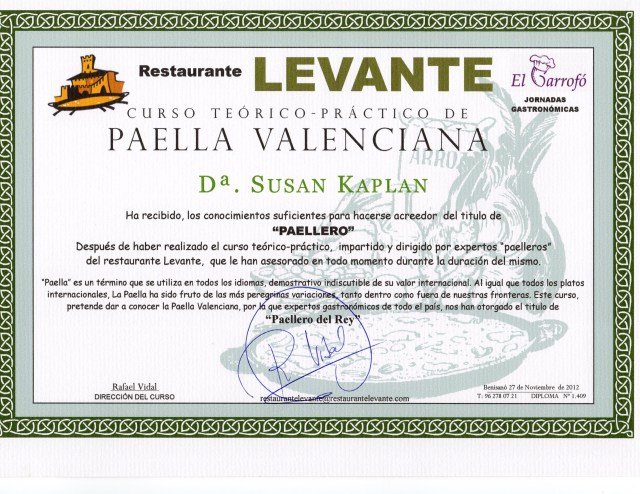 Restaurante LEVANTE
El Garrofó
JORNADAS
GASTRONÓMICAS
CURSO TEÓRICO-PRÁCTICO DE
PAELLA VALENCIANA
ARROZ
Dª. SUSAN KAPLAN
Ha recibido, los conocimientos suficientes para hacerse acreedor del titulo de
“PAELLERO”
Después de haber realizado el curso teórico-práctico, impartido y dirigido por expertos “paelleros”
del restaurante Levante, que le han asesorado en todo momento durante la duración del mismo.
“Paella” es un término que se utiliza en todos los idiomas, demostrativo indiscutible de su valor internacional. Al igual que todos los platos
internacionales, La Paella ha sido fruto de las más peregrinas variaciones, tanto dentro como fuera de nuestras fronteras. Este curso,
pretende dar a conocer la Paella Valenciana, por la que expertos gastronómicos de todo el país, nos han otorgado el titulo de
“Paellero del Rey”
R. Vidal
Rafael Vidal
DIRECCIÓN DEL CURSO
restaurantelevante@restaurantelevante.com
Benisanó 27 de Noviembre de 2012
T: 96 278 07 21 DIPLOMA Nº 1.409